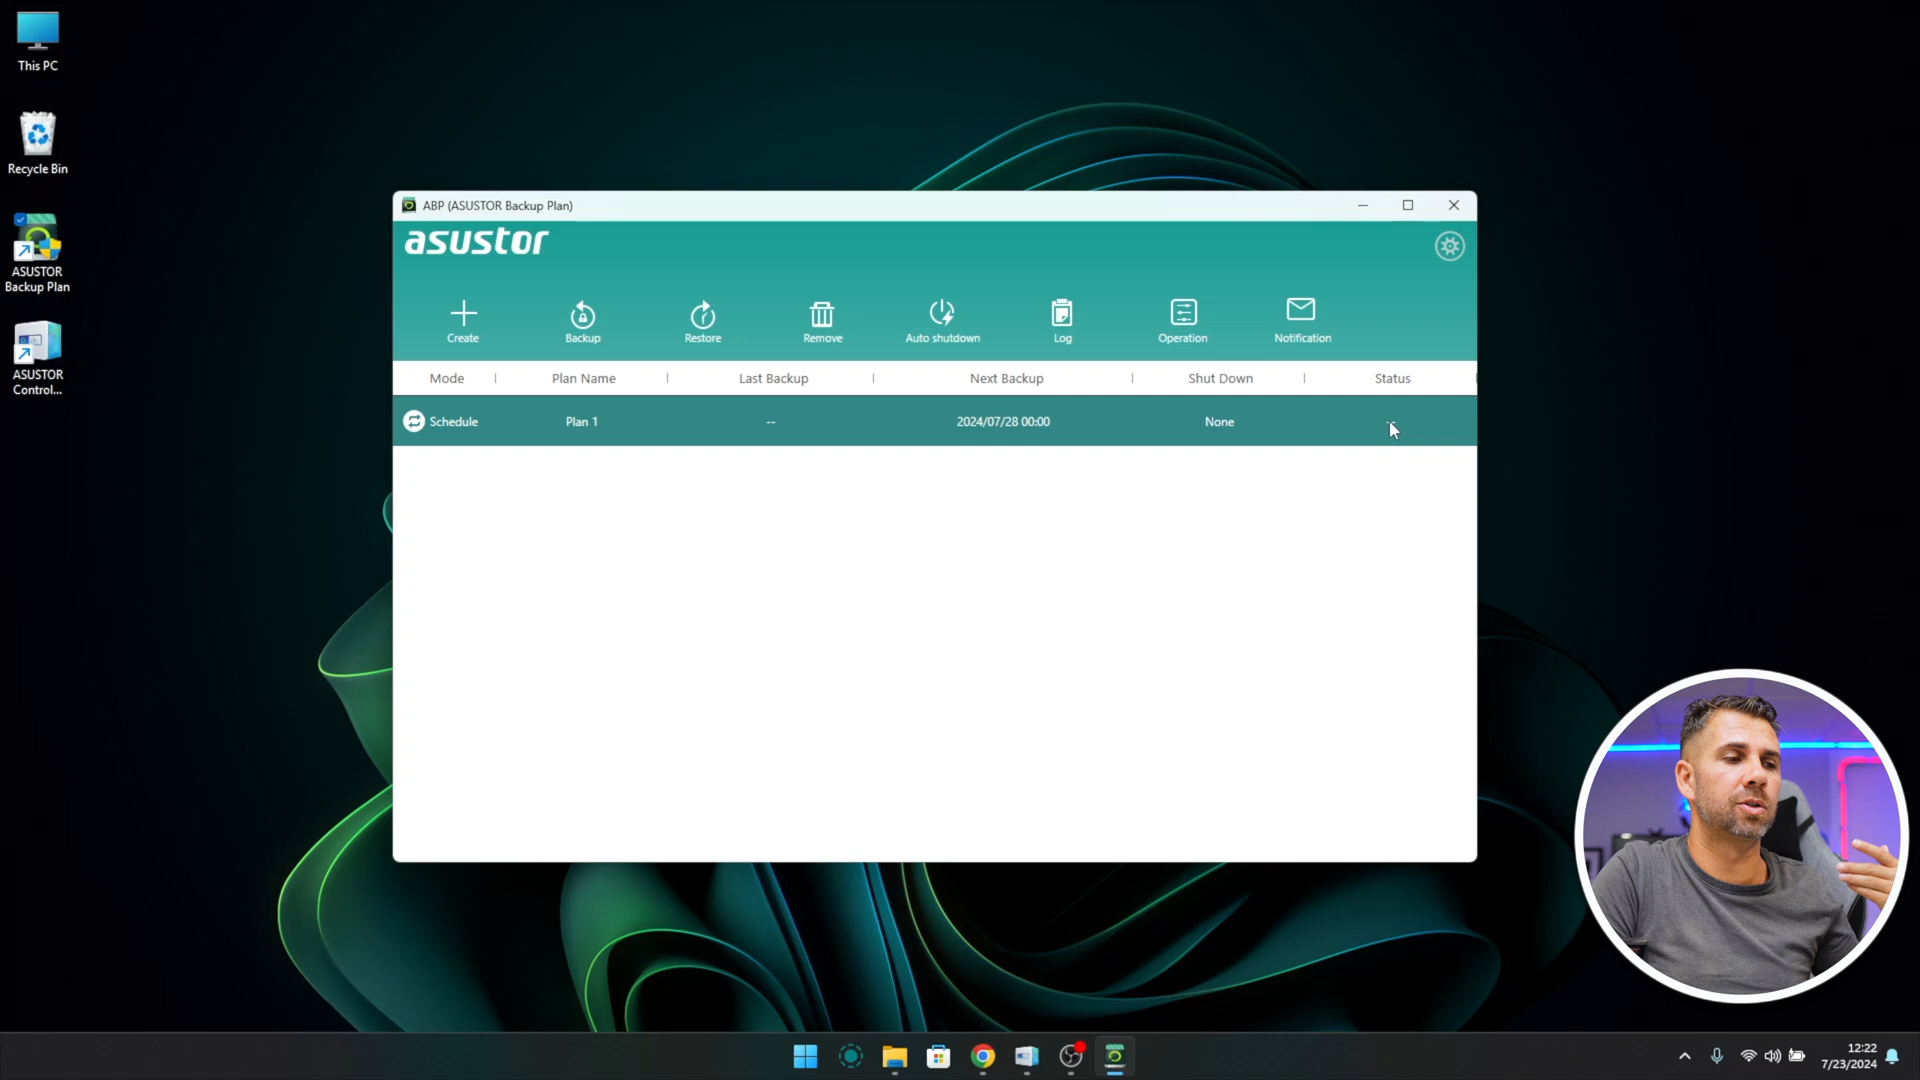 This PC
Recycle Bin
ASUSTOR
Backup Plan
ASUSTOR
Control...
ABP (ASUSTOR Backup Plan)
asustor
Create
Backup
Restore
Remove
Auto shutdown
Log
Operation
Notification
Mode | Plan Name | Last Backup | Next Backup | Shut Down | Status
Schedule Plan 1 -- 2024/07/28 00:00 None --
12:22
7/23/2024